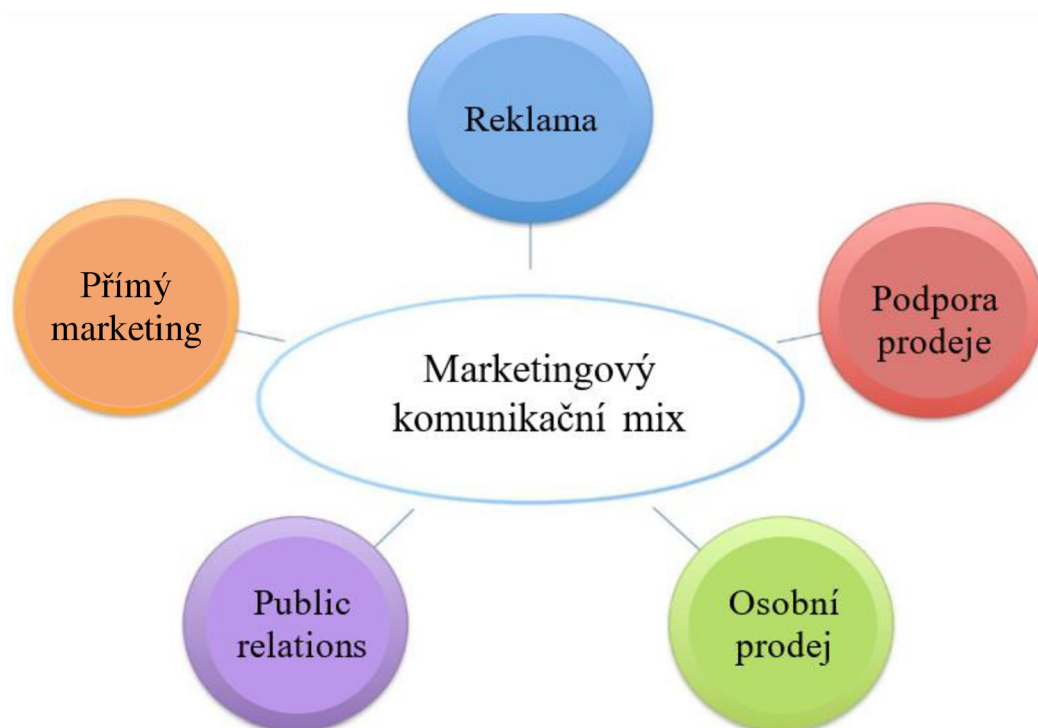 Reklama
Přímý
marketing
Podpora
prodeje
Marketingový
komunikační mix
Public
relations
Osobní
prodej